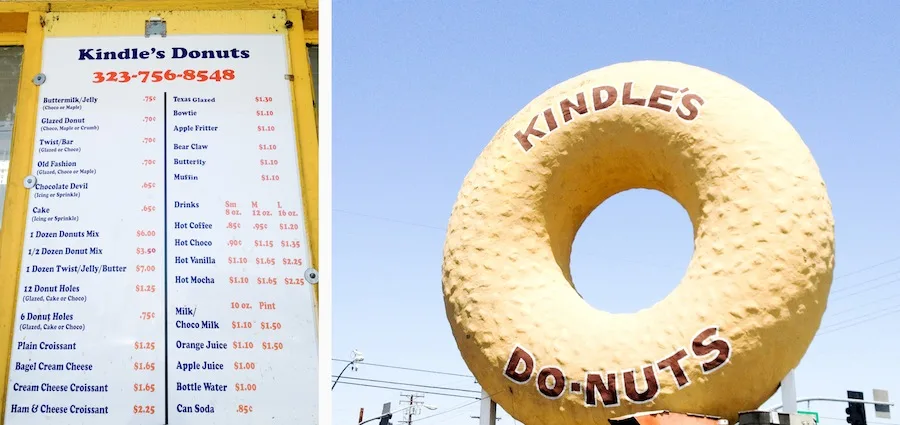 Kindle's Donuts
323-756-8548
Buttermilk/Jelly .75¢
(Choco or Maple)
Glazed Donut .70¢
(Choco, Maple or Crumb)
Twist/Bar .70¢
(Glazed or Choco)
Old Fashion .70¢
(Glazed, Choco or Maple)
Chocolate Devil .65¢
(Icing or Sprinkle)
Cake .65¢
(Icing or Sprinkle)
1 Dozen Donuts Mix $6.00
1/2 Dozen Donut Mix $3.50
1 Dozen Twist/Jelly/Butter $7.00
12 Donut Holes $1.25
(Glazed, Cake or Choco)
6 Donut Holes .75¢
(Glazed, Cake or Choco)
Plain Croissant $1.25
Bagel Cream Cheese $1.65
Cream Cheese Croissant $1.65
Ham & Cheese Croissant $2.25
Texas Glazed $1.30
Bowtie $1.10
Apple Fritter $1.10
Bear Claw $1.10
Butterfly $1.10
Muffin $1.10
Drinks Sm M L
8 oz. 12 oz. 16 oz.
Hot Coffee .85¢ .95¢ $1.20
Hot Choco .90¢ $1.15 $1.35
Hot Vanilla $1.10 $1.65 $2.25
Hot Mocha $1.10 $1.65 $2.25
10 oz. Pint
Milk/
Choco Milk $1.10 $1.50
Orange Juice $1.10 $1.50
Apple Juice $1.00
Bottle Water $1.00
Can Soda .85¢
KINDLE'S
DO-NUTS